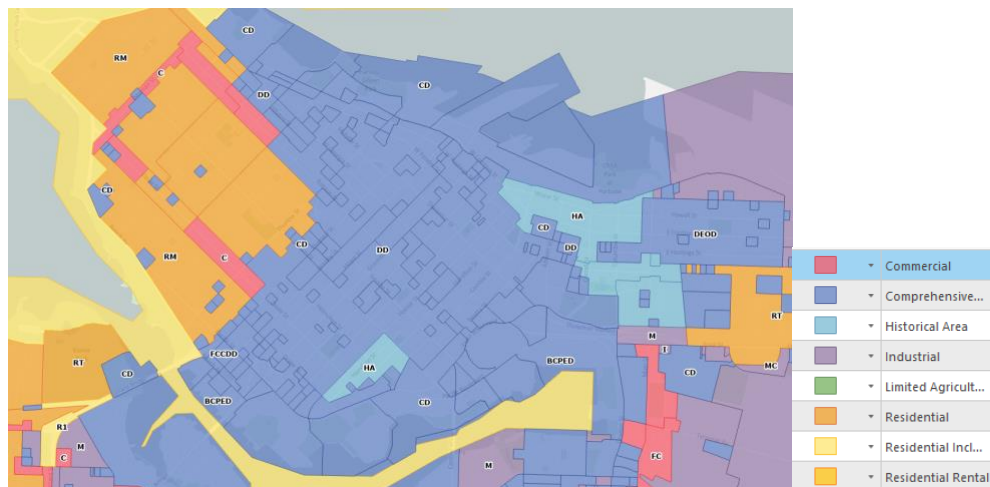 CD
RM
C
DD
CD
CD
HA
CD
DD
DEOD
CD
DD
RM
C
RT
M
I
FCCDD
RT
CD
HA
BCPED
CD
MC
BCPED
CD
R1
M
C
FC
M
Commercial
Comprehensive...
Historical Area
Industrial
Limited Agricult...
Residential
Residential Incl...
Residential Rental